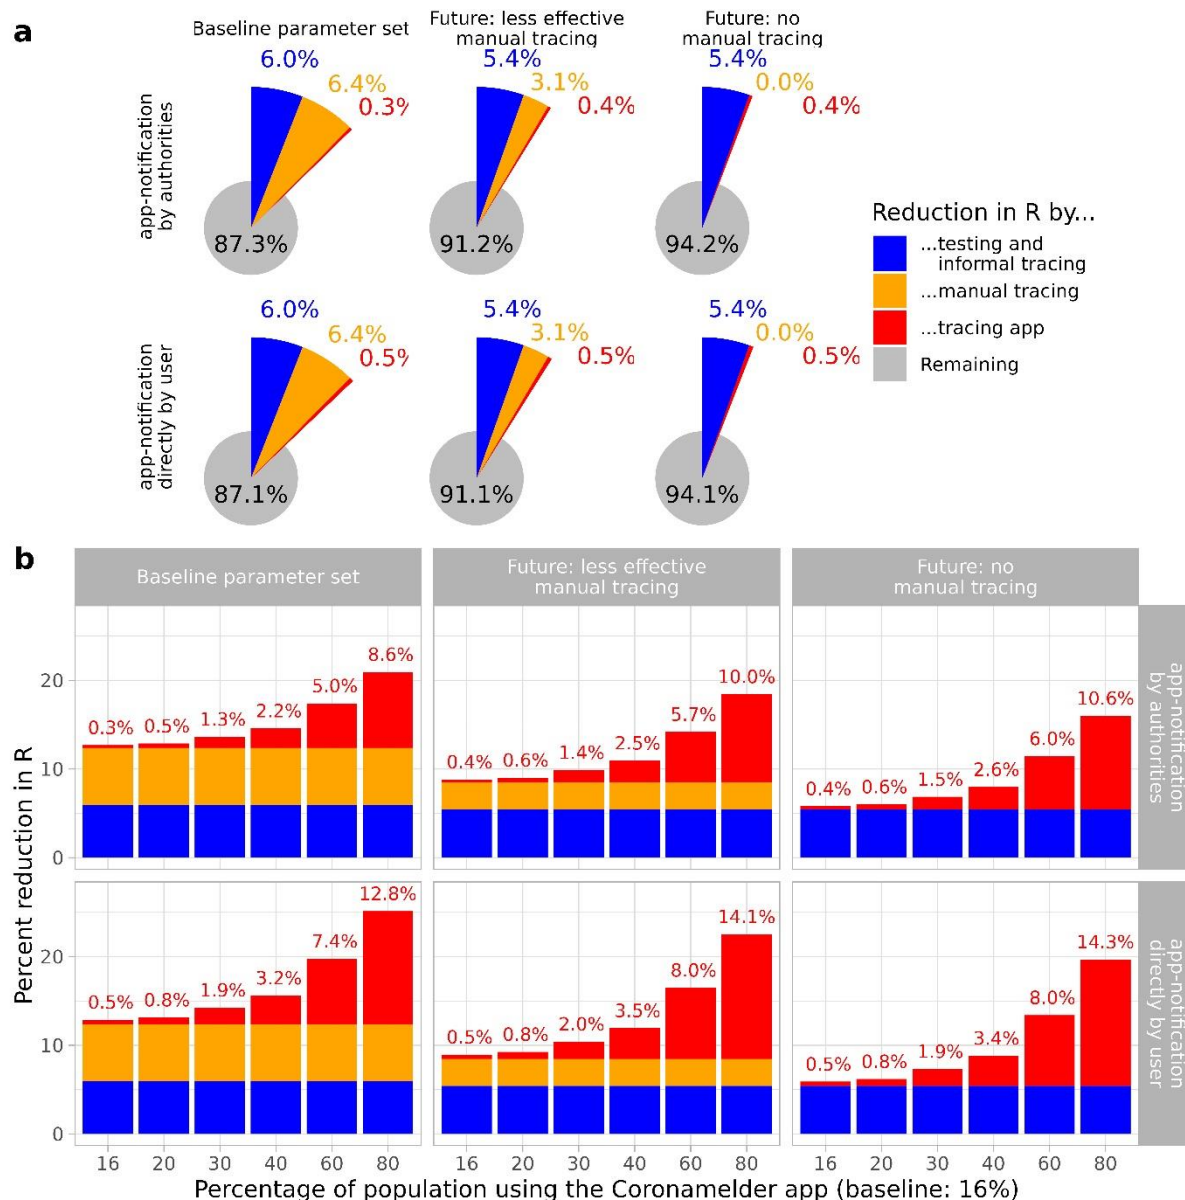 a
Baseline parameter set
Future: less effective
manual tracing
Future: no
manual tracing
app-notification
by authorities
6.0%
6.4%
0.3%
87.3%
5.4%
3.1%
0.4%
91.2%
5.4%
0.0%
0.4%
94.2%
app-notification
directly by user
6.0%
6.4%
0.5%
87.1%
5.4%
3.1%
0.5%
91.1%
5.4%
0.0%
0.5%
94.1%
Reduction in R by...
...testing and
informal tracing
...manual tracing
...tracing app
Remaining
b
Baseline parameter set
Future: less effective
manual tracing
Future: no
manual tracing
Percent reduction in R
20
10
0
0.3% 0.5% 1.3% 2.2% 5.0% 8.6%
0.4% 0.6% 1.4% 2.5% 5.7% 10.0%
0.4% 0.6% 1.5% 2.6% 6.0% 10.6%
app-notification
by authorities
20
10
0
0.5% 0.8% 1.9% 3.2% 7.4% 12.8%
0.5% 0.8% 2.0% 3.5% 8.0% 14.1%
0.5% 0.8% 1.9% 3.4% 8.0% 14.3%
app-notification
directly by user
16 20 30 40 60 80
16 20 30 40 60 80
16 20 30 40 60 80
Percentage of population using the Coronamelder app (baseline: 16%)